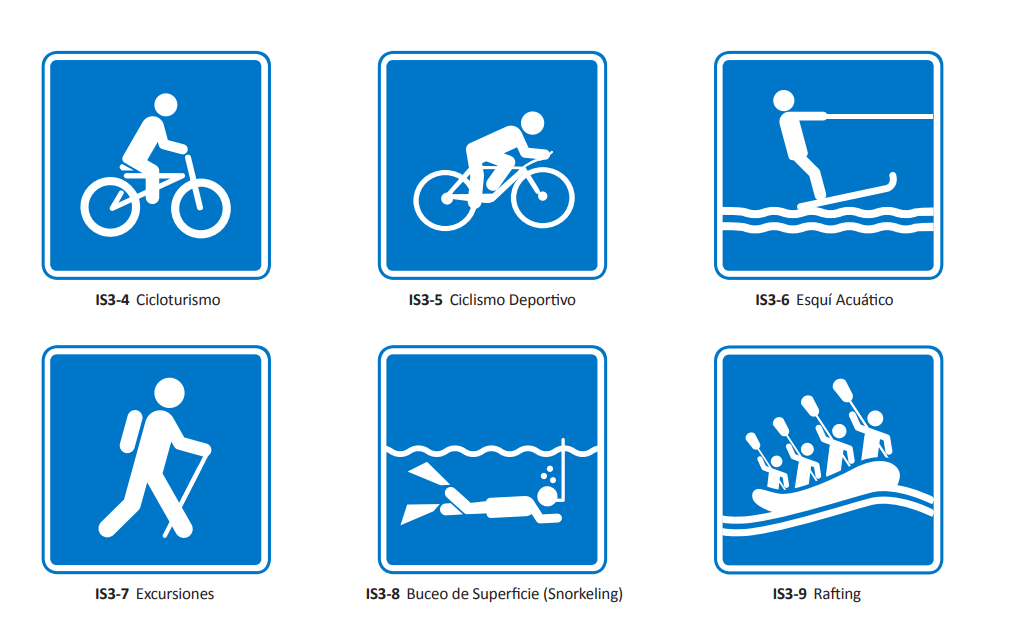 IS3-4 Cicloturismo
IS3-5 Ciclismo Deportivo
IS3-6 Esquí Acuático
IS3-7 Excursiones
IS3-8 Buceo de Superficie (Snorkeling)
IS3-9 Rafting